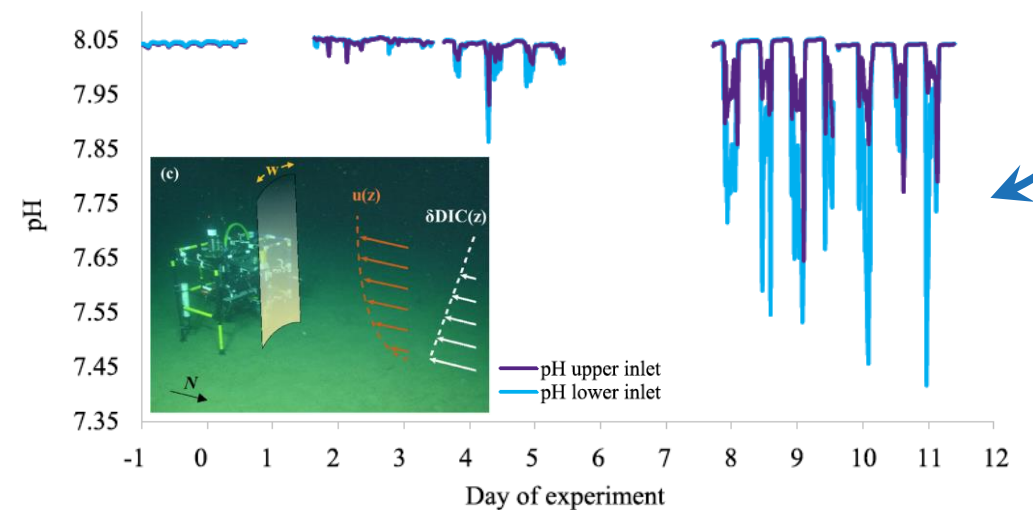 8.05
7.95
7.85
7.75
7.65
7.55
7.45
7.35
pH
(c)
w
u(z)
δDIC(z)
N
pH upper inlet
pH lower inlet
-1 0 1 2 3 4 5 6 7 8 9 10 11 12
Day of experiment